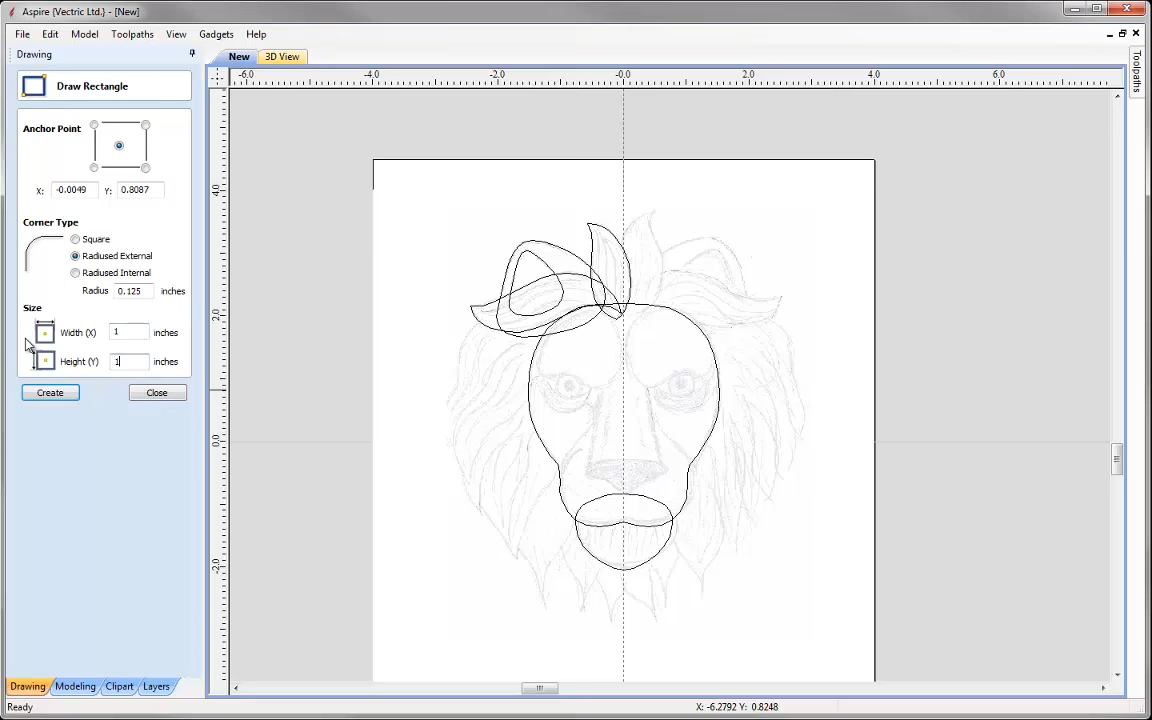 Aspire {Vectric Ltd.} - [New]
File Edit Model Toolpaths View Gadgets Help
Drawing
New 3D View
Toolpaths
-6.0 -4.0 -2.0 -0.0 2.0 4.0 6.0
4.0
2.0
0.0
-2.0
Draw Rectangle
Anchor Point
X: -0.0049 Y: 0.8087
Corner Type
Square
Radiused External
Radiused Internal
Radius 0.125 inches
Size
Width (X) 1 inches
Height (Y) 1 inches
Create Close
Drawing Modeling Clipart Layers
Ready X: -6.2792 Y: 0.8248